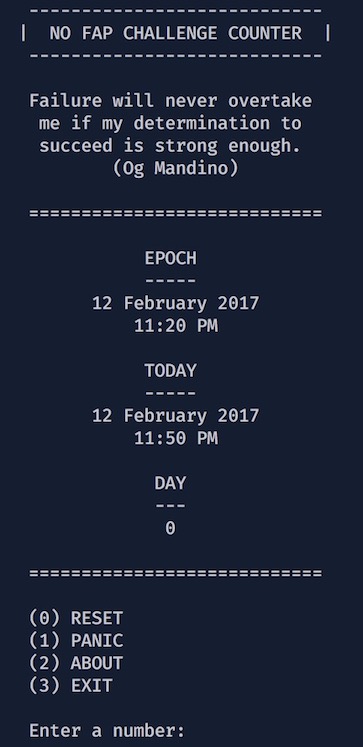 ----------------------------
| NO FAP CHALLENGE COUNTER |
----------------------------
Failure will never overtake
me if my determination to
succeed is strong enough.
(Og Mandino)
============================
EPOCH
-----
12 February 2017
11:20 PM
TODAY
-----
12 February 2017
11:50 PM
DAY
---
0
============================
(0) RESET
(1) PANIC
(2) ABOUT
(3) EXIT
Enter a number: